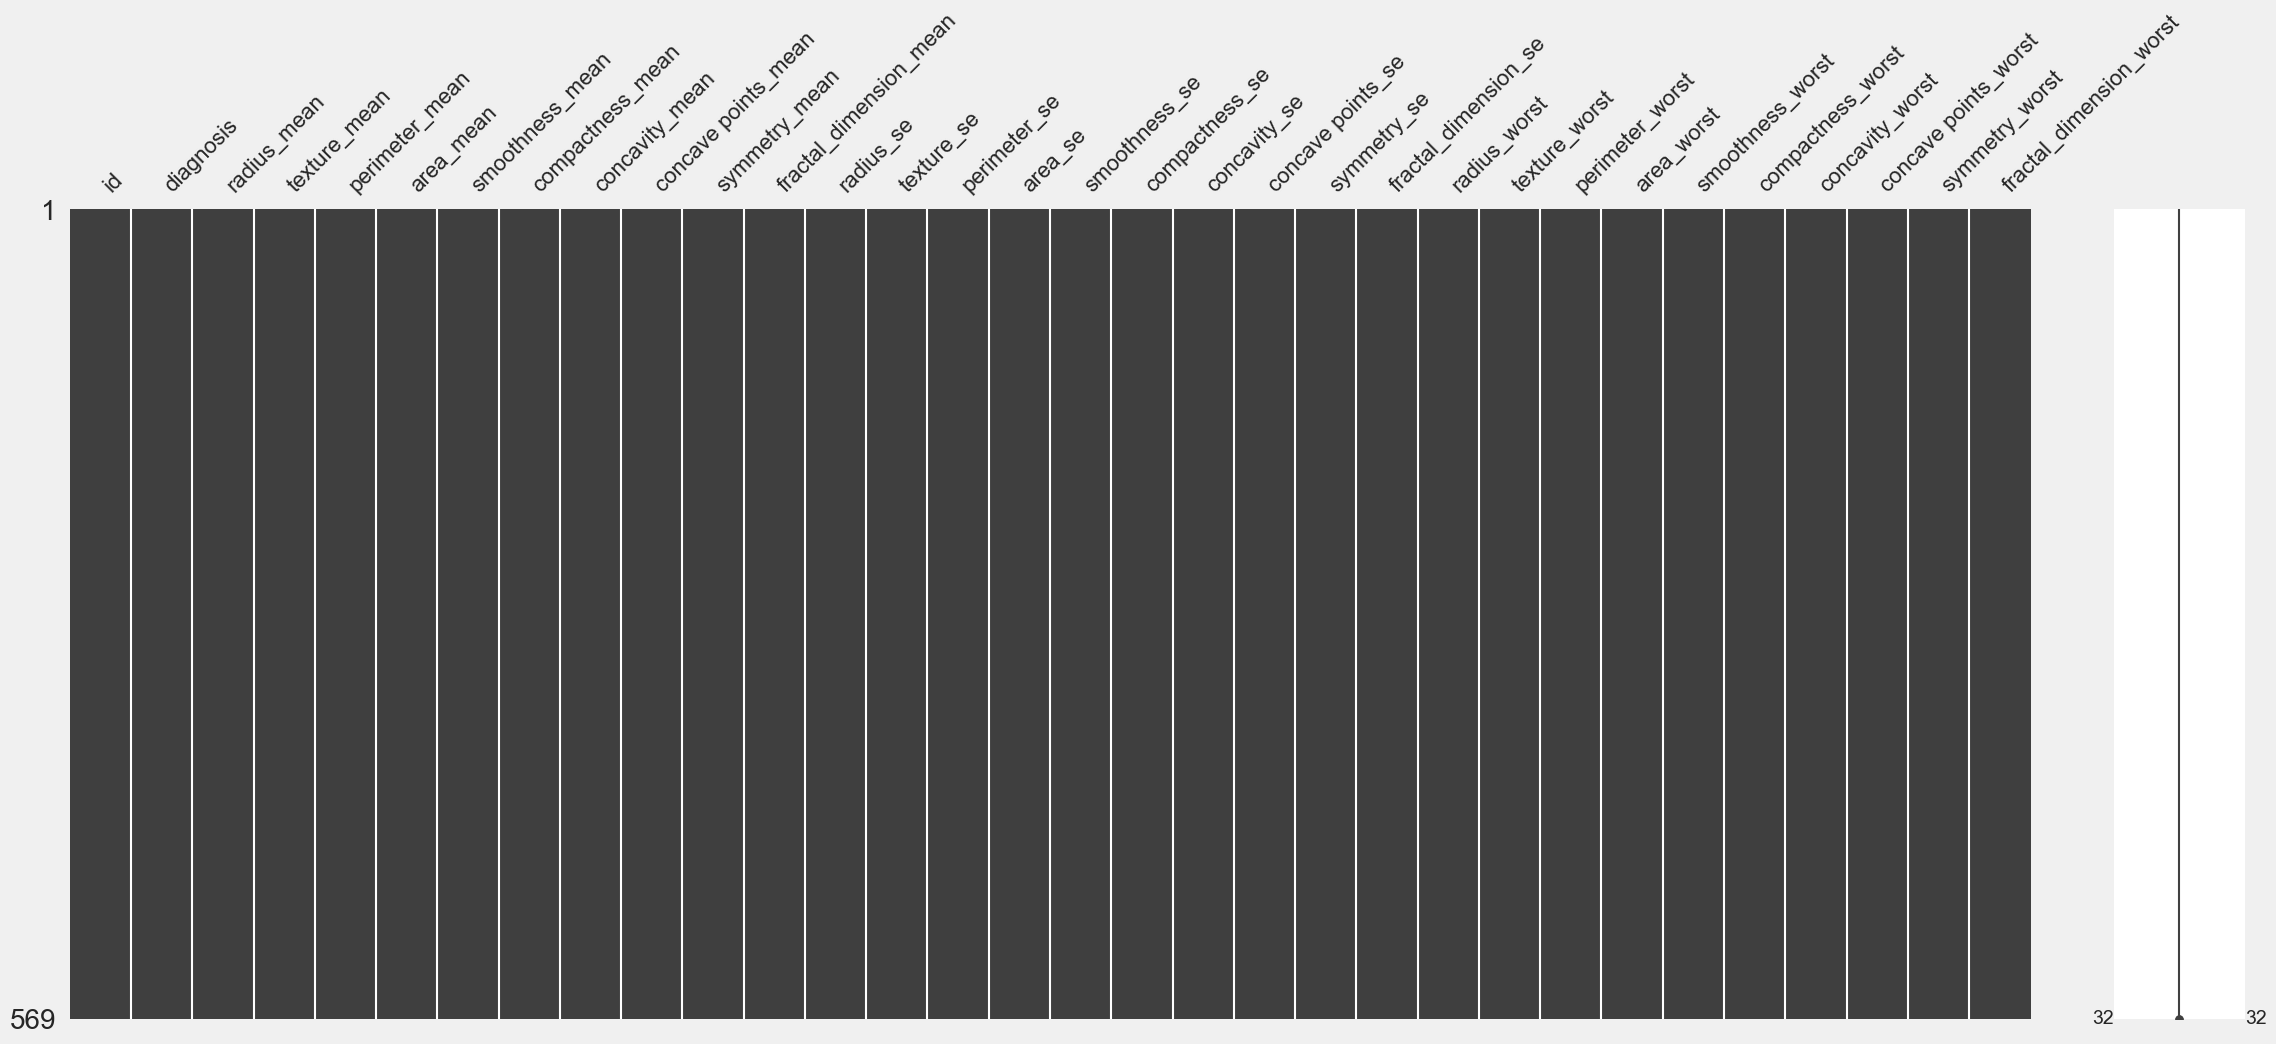 id
diagnosis
radius_mean
texture_mean
perimeter_mean
area_mean
smoothness_mean
compactness_mean
concavity_mean
concave points_mean
symmetry_mean
fractal_dimension_mean
radius_se
texture_se
perimeter_se
area_se
smoothness_se
compactness_se
concavity_se
concave points_se
symmetry_se
fractal_dimension_se
radius_worst
texture_worst
perimeter_worst
area_worst
smoothness_worst
compactness_worst
concavity_worst
concave points_worst
symmetry_worst
fractal_dimension_worst
1
569
32
32